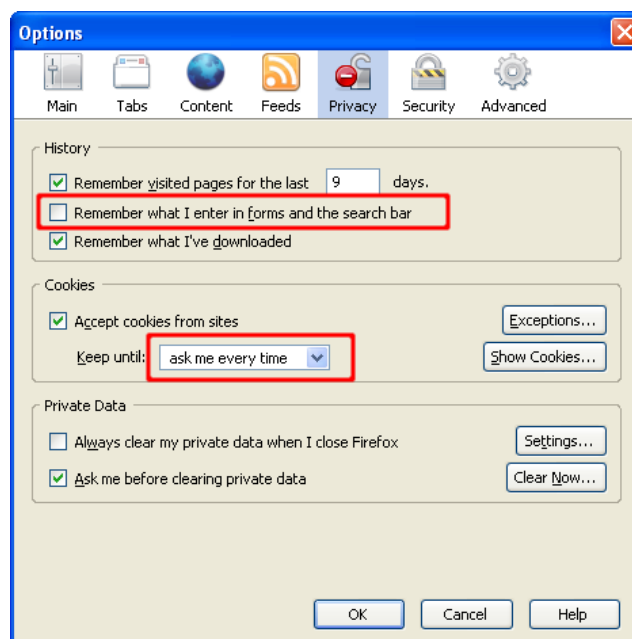 Options
Main Tabs Content Feeds Privacy Security Advanced
History
Remember visited pages for the last 9 days.
Remember what I enter in forms and the search bar
Remember what I've downloaded
Cookies
Accept cookies from sites Exceptions...
Keep until: ask me every time Show Cookies...
Private Data
Always clear my private data when I close Firefox Settings...
Ask me before clearing private data Clear Now...
OK Cancel Help